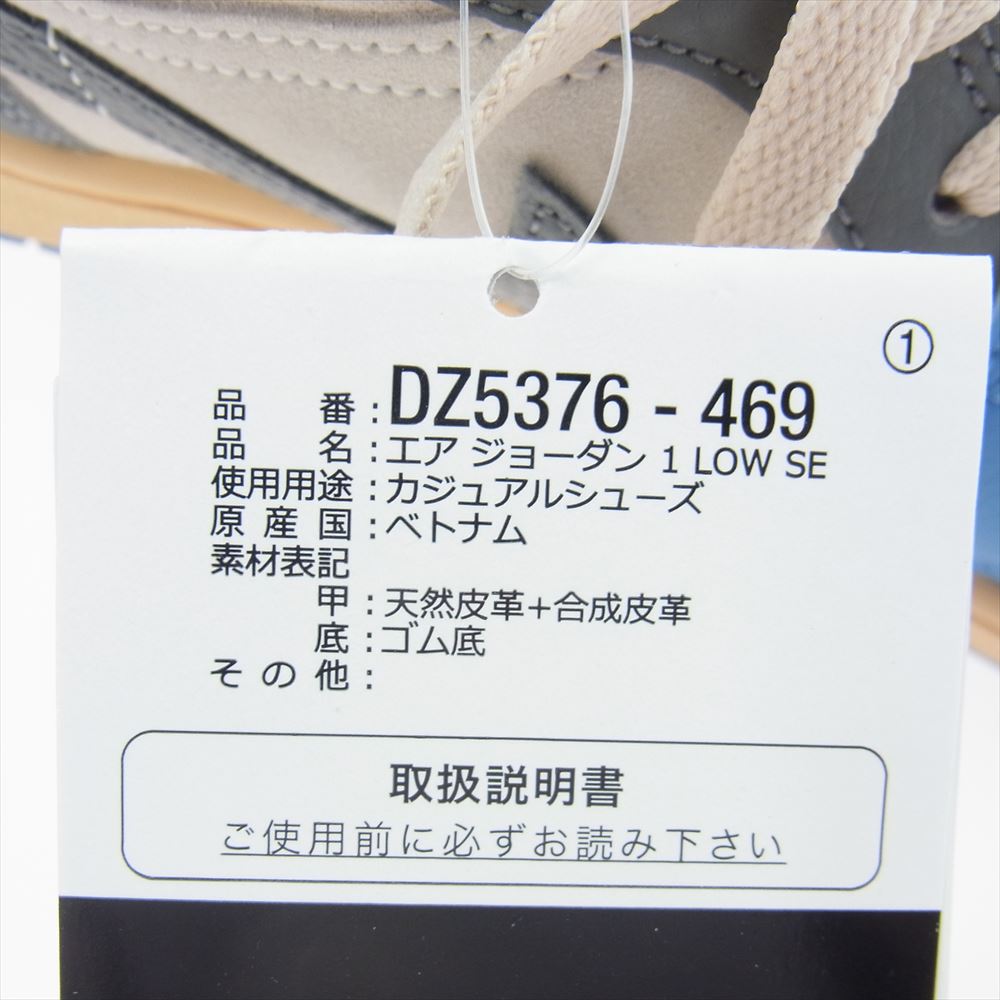 ①
品 番 : DZ5376 - 469
品 名 : エア ジョーダン 1 LOW SE
使用用途 : カジュアルシューズ
原 産 国 : ベトナム
素材表記
甲 : 天然皮革+合成皮革
底 : ゴム底
そ の 他 :
取扱説明書
ご使用前に必ずお読み下さい